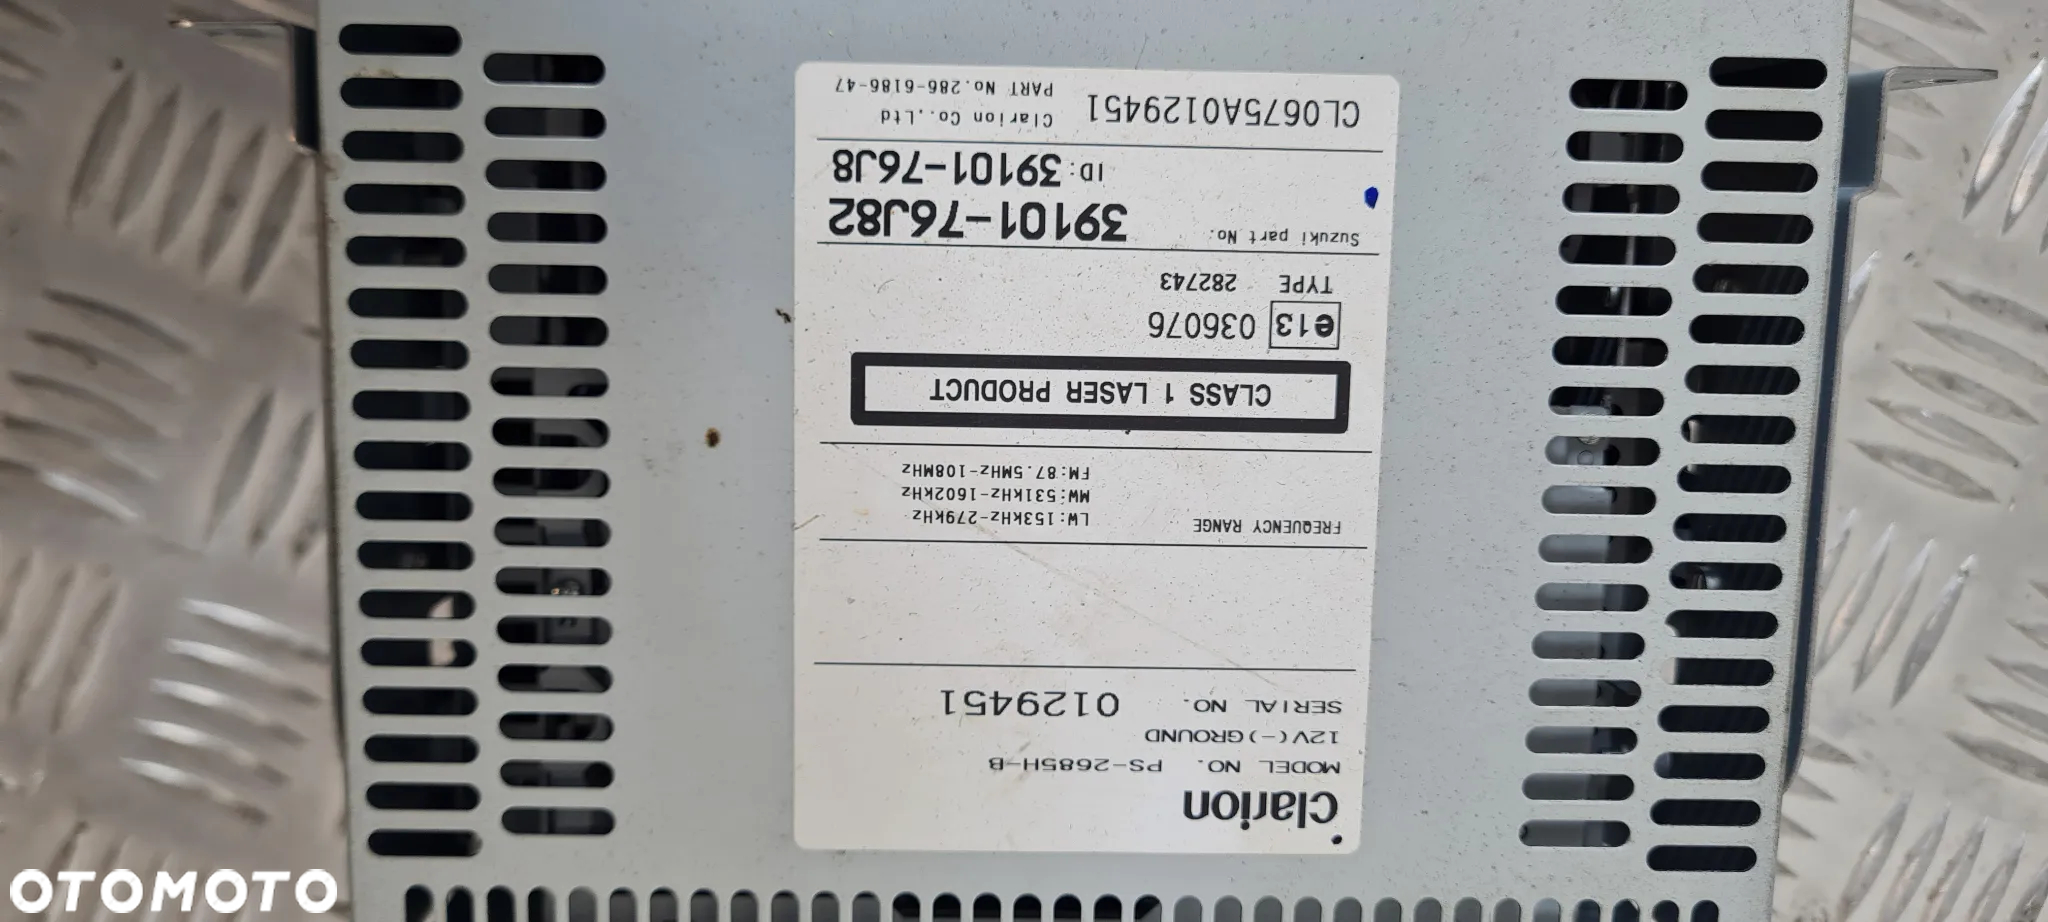 Clarion
MODEL NO. PS-2685H-B
12V(-)GROUND
SERIAL NO. 0129451
FREQUENCY RANGE
LW:153kHz-279kHz
MW:531kHz-1602kHz
FM:87.5MHz-108MHz
CLASS 1 LASER PRODUCT
e13 036076
TYPE 282743
Suzuki part No. 39101-76J82
ID: 39101-76J8
CL0675A0129451
Clarion Co.,Ltd
PART No.286-6186-47
OTOMOTO